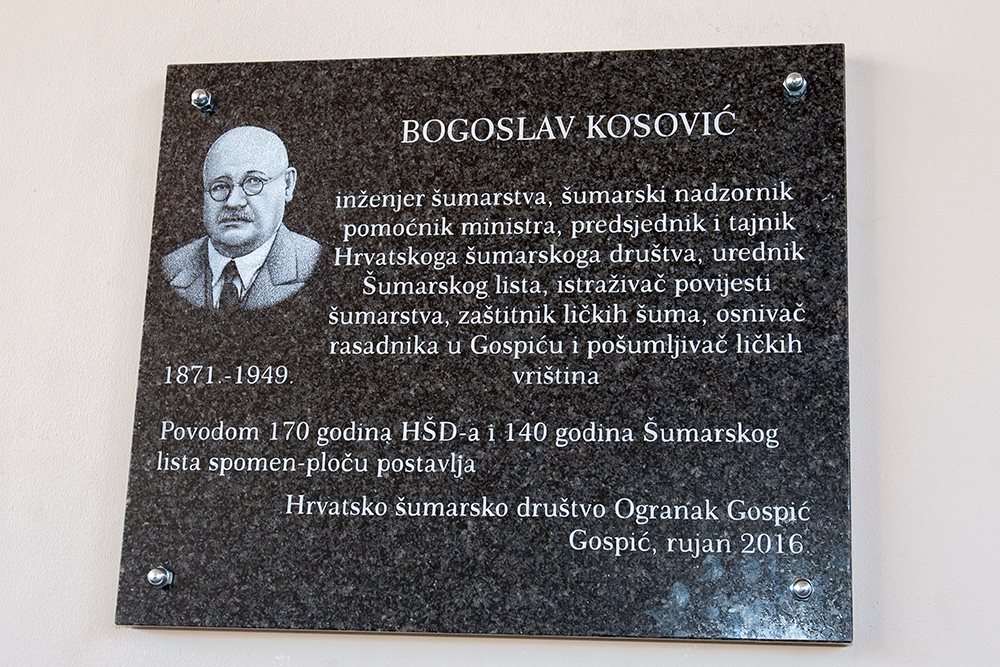 BOGOSLAV KOSOVIĆ
inženjer šumarstva, šumarski nadzornik
pomoćnik ministra, predsjednik i tajnik
Hrvatskoga šumarskoga društva, urednik
Šumarskog lista, istraživač povijesti
šumarstva, zaštitnik ličkih šuma, osnivač
rasadnika u Gospiću i pošumljivač ličkih
vriština
1871.-1949.
Povodom 170 godina HŠD-a i 140 godina Šumarskog
lista spomen-ploču postavlja
Hrvatsko šumarsko društvo Ogranak Gospić
Gospić, rujan 2016.